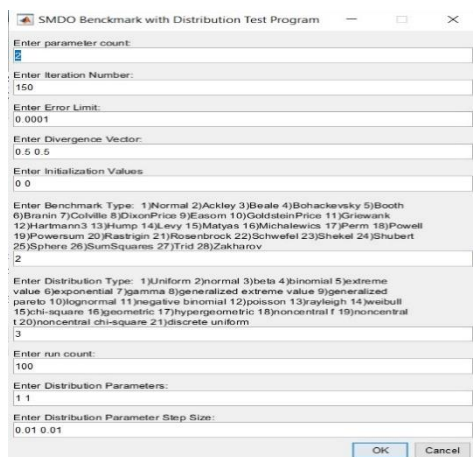 SMDO Benckmark with Distribution Test Program
Enter parameter count:
2
Enter Iteration Number:
150
Enter Error Limit:
0.0001
Enter Divergence Vector:
0.5 0.5
Enter Initialization Values
0 0
Enter Benchmark Type: 1)Normal 2)Ackley 3)Beale 4)Bohackevsky 5)Booth
6)Branin 7)Colville 8)DixonPrice 9)Easom 10)GoldsteinPrice 11)Griewank
12)Hartmann3 13)Hump 14)Levy 15)Matyas 16)Michalewics 17)Perm 18)Powell
19)Powersum 20)Rastrigin 21)Rosenbrock 22)Schwefel 23)Shekel 24)Shubert
25)Sphere 26)SumSquares 27)Trid 28)Zakharov
2
Enter Distribution Type: 1)Uniform 2)normal 3)beta 4)binomial 5)extreme
value 6)exponential 7)gamma 8)generalized extreme value 9)generalized
pareto 10)lognormal 11)negative binomial 12)poisson 13)rayleigh 14)weibull
15)chi-square 16)geometric 17)hypergeometric 18)noncentral f 19)noncentral
t 20)noncentral chi-square 21)discrete uniform
3
Enter run count:
100
Enter Distribution Parameters:
1 1
Enter Distribution Parameter Step Size:
0.01 0.01
OK Cancel